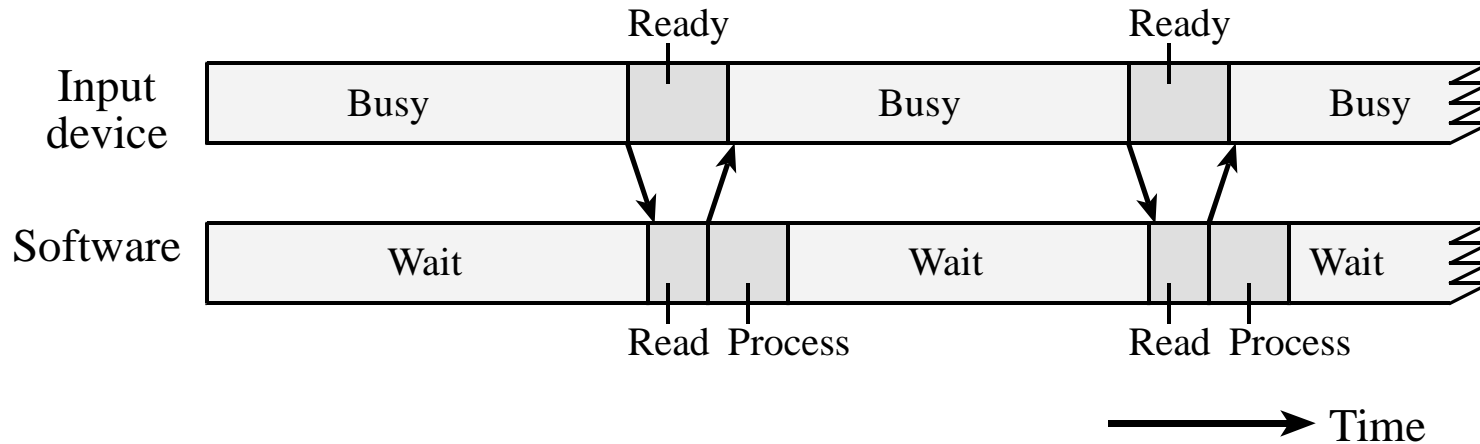 Ready Ready
Input
device
Busy Busy Busy
Software
Wait Wait Wait
Read Process Read Process
Time